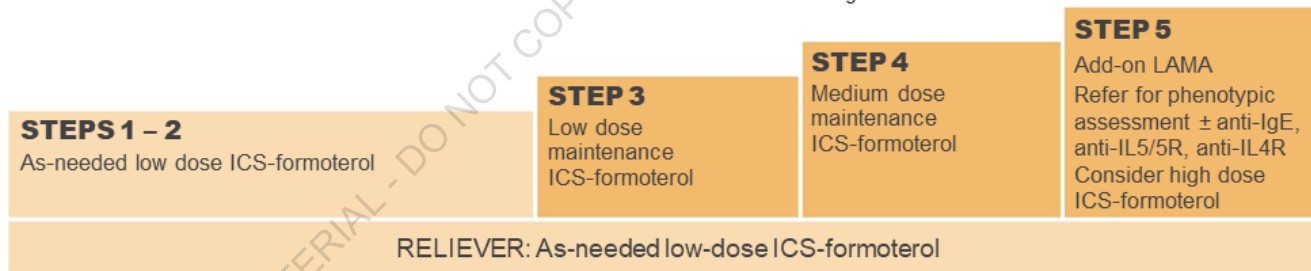 STEP 5
Add-on LAMA
Refer for phenotypic
assessment ± anti-IgE,
anti-IL5/5R, anti-IL4R
Consider high dose
ICS-formoterol
STEP 4
Medium dose
maintenance
ICS-formoterol
STEP 3
Low dose
maintenance
ICS-formoterol
STEPS 1 – 2
As-needed low dose ICS-formoterol
RELIEVER: As-needed low-dose ICS-formoterol
DO NOT